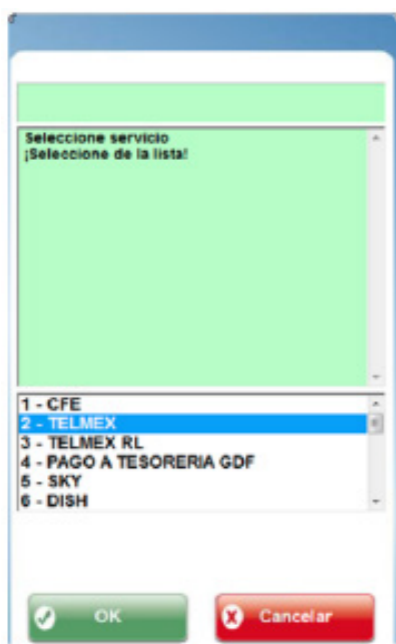 Seleccione servicio
¡Seleccione de la lista!
1 - CFE
2 - TELMEX
3 - TELMEX RL
4 - PAGO A TESORERIA GDF
5 - SKY
6 - DISH
OK
Cancelar